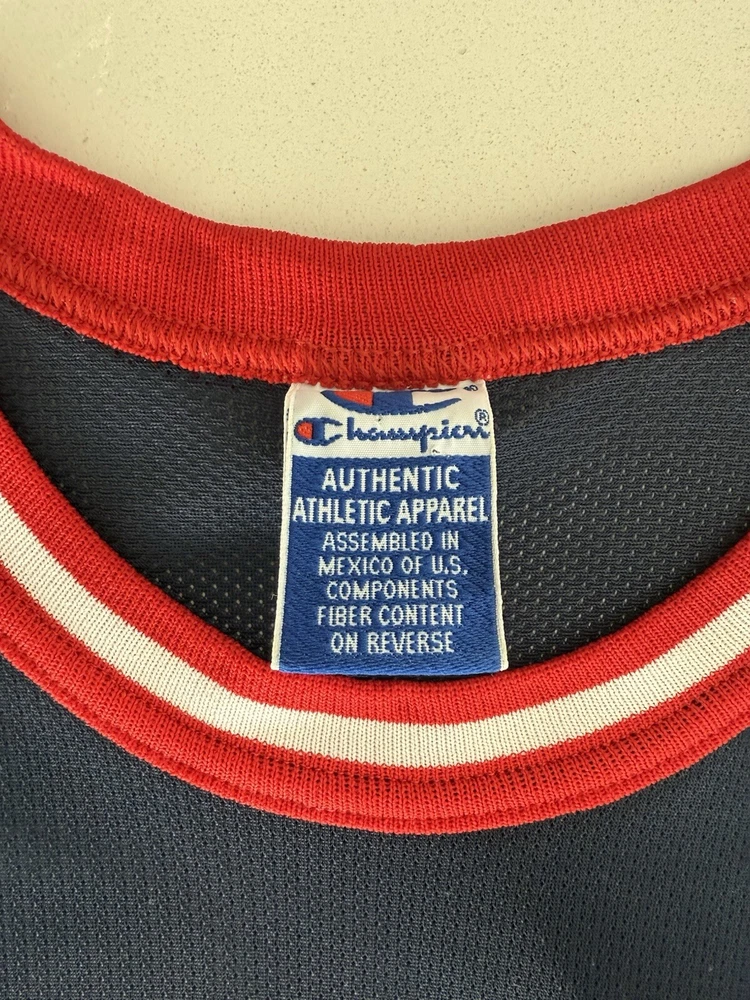 Champion®
AUTHENTIC
ATHLETIC APPAREL
ASSEMBLED IN
MEXICO OF U.S.
COMPONENTS
FIBER CONTENT
ON REVERSE